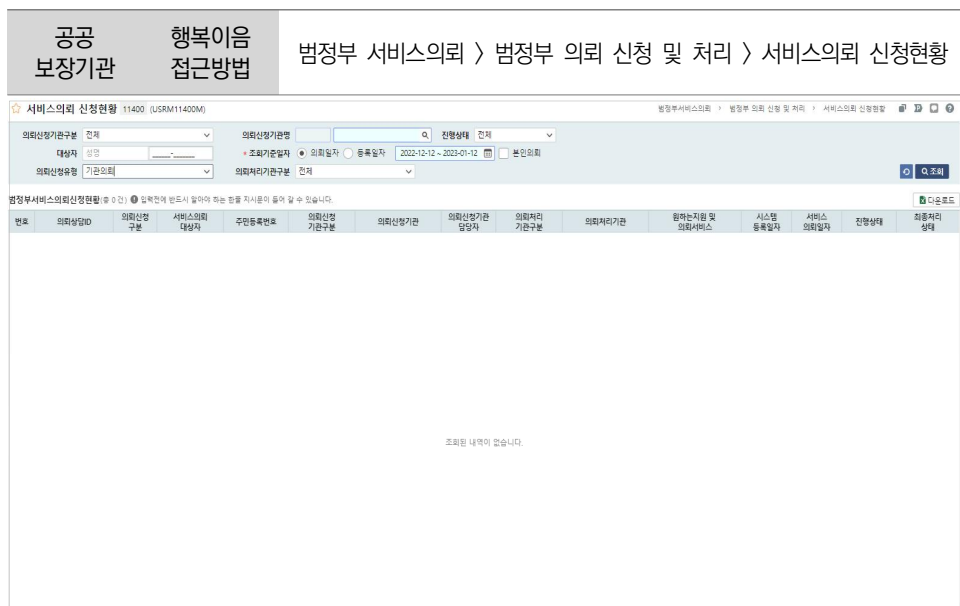 공공 보장기관
행복이음 접근방법
범정부 서비스의뢰 〉 범정부 의뢰 신청 및 처리 〉 서비스의뢰 신청현황
서비스의뢰 신청현황 11400 (USRM11400M)
범정부서비스의뢰 〉 범정부 의뢰 신청 및 처리 〉 서비스의뢰 신청현황
의뢰신청기관구분 전체 의뢰신청기관명 진행상태 전체
대상자 성명 ____-_____ * 조회기준일자 의뢰일자 등록일자 2022-12-12 ~ 2023-01-12 본인의뢰
의뢰신청유형 기관의뢰 의뢰처리기관구분 전체 조회
범정부서비스의뢰신청현황(총 0 건) 입력전에 반드시 알아야 하는 한줄 지시문이 들어 갈 수 있습니다. 다운로드
번호 의뢰상담ID 의뢰신청구분 서비스의뢰대상자 주민등록번호 의뢰신청기관구분 의뢰신청기관 의뢰신청기관담당자 의뢰처리기관구분 의뢰처리기관 원하는지원 및 의뢰서비스 시스템등록일자 서비스의뢰일자 진행상태 최종처리상태
조회된 내역이 없습니다.